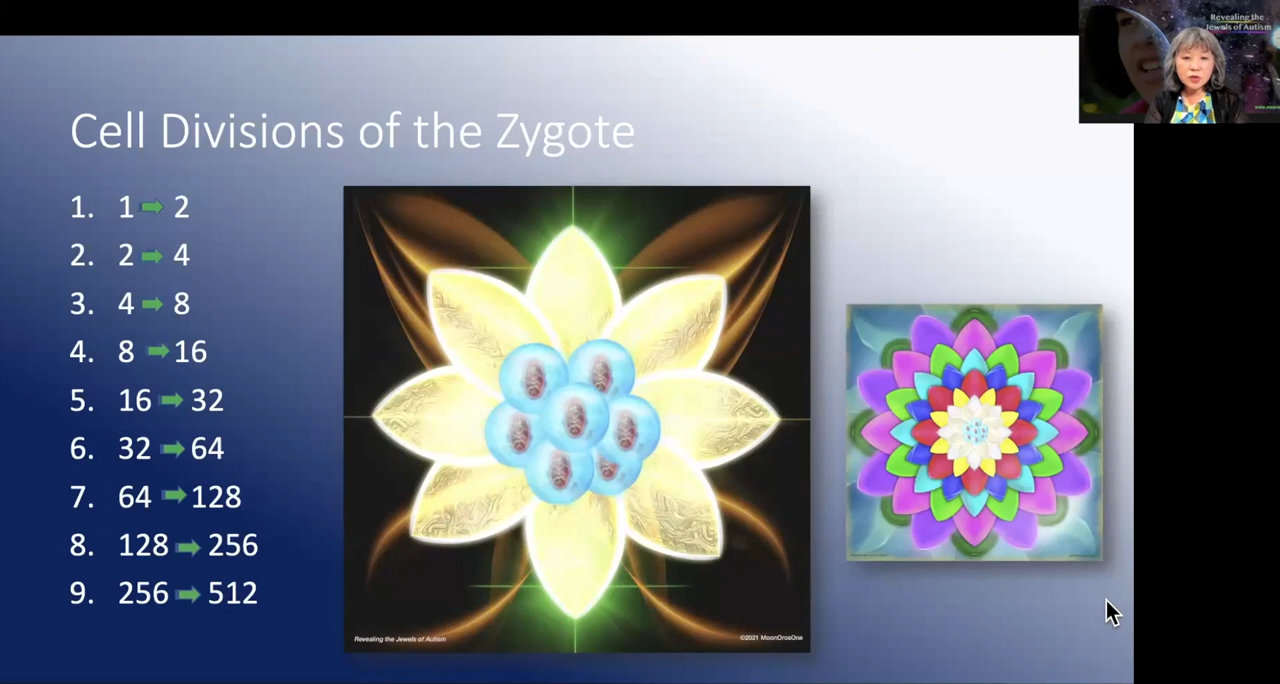 Revealing the
Jewels of Autism
Cell Divisions of the Zygote
1. 1 ➡ 2
2. 2 ➡ 4
3. 4 ➡ 8
4. 8 ➡ 16
5. 16 ➡ 32
6. 32 ➡ 64
7. 64 ➡ 128
8. 128 ➡ 256
9. 256 ➡ 512
Revealing the Jewels of Autism
©2021 MoonDrosOne